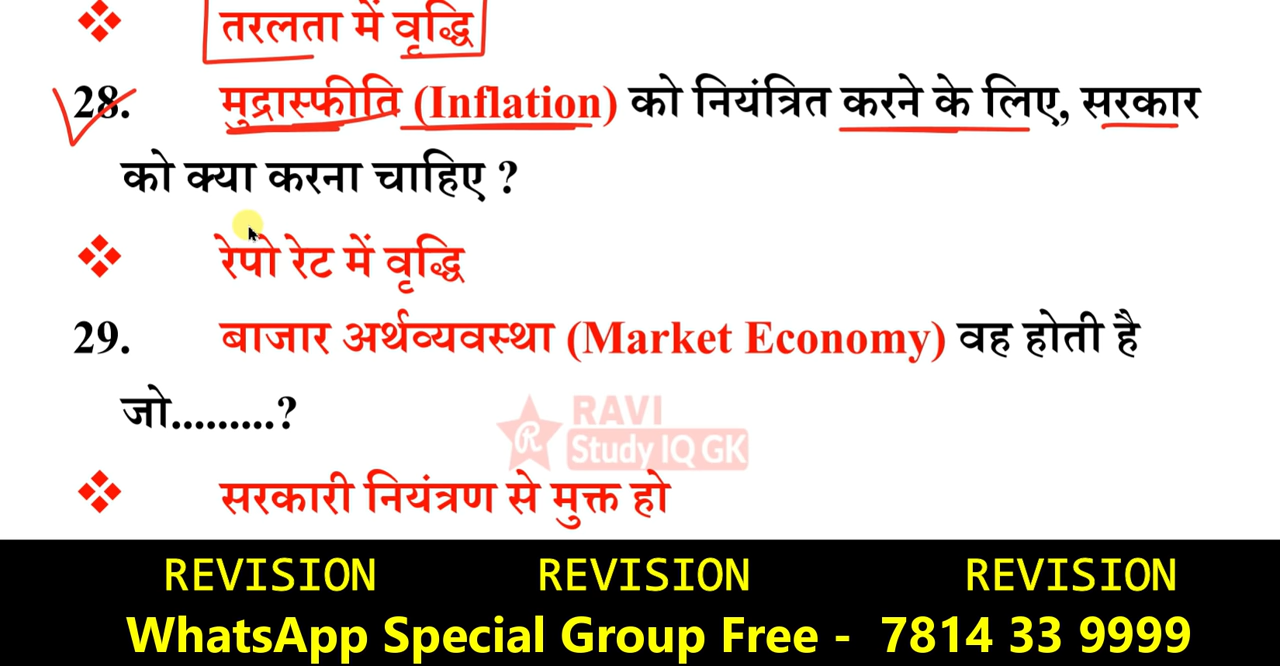 ❖ तरलता में वृद्धि
28. मुद्रास्फीति (Inflation) को नियंत्रित करने के लिए, सरकार
को क्या करना चाहिए ?
❖ रेपो रेट में वृद्धि
29. बाजार अर्थव्यवस्था (Market Economy) वह होती है
जो.........?
R RAVI
Study IQ GK
❖ सरकारी नियंत्रण से मुक्त हो
REVISION REVISION REVISION
WhatsApp Special Group Free - 7814 33 9999